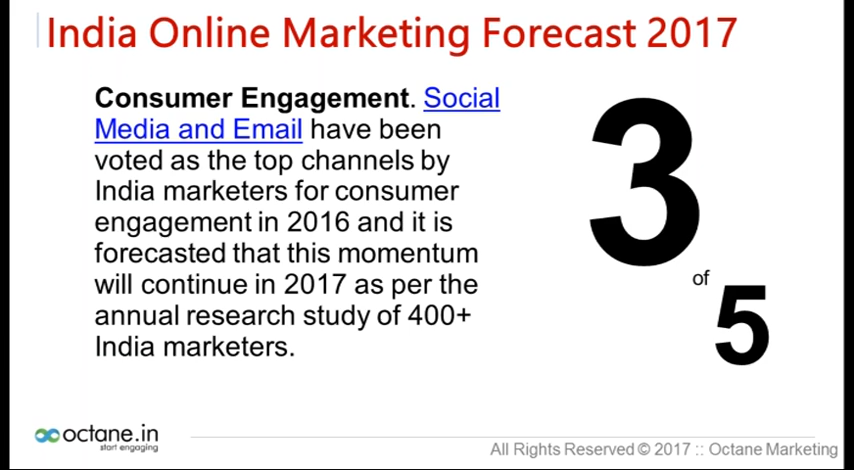 India Online Marketing Forecast 2017
Consumer Engagement. Social
Media and Email have been
voted as the top channels by
India marketers for consumer
engagement in 2016 and it is
forecasted that this momentum
will continue in 2017 as per the
annual research study of 400+
India marketers.
3
of
5
octane.in
start engaging
All Rights Reserved © 2017 :: Octane Marketing